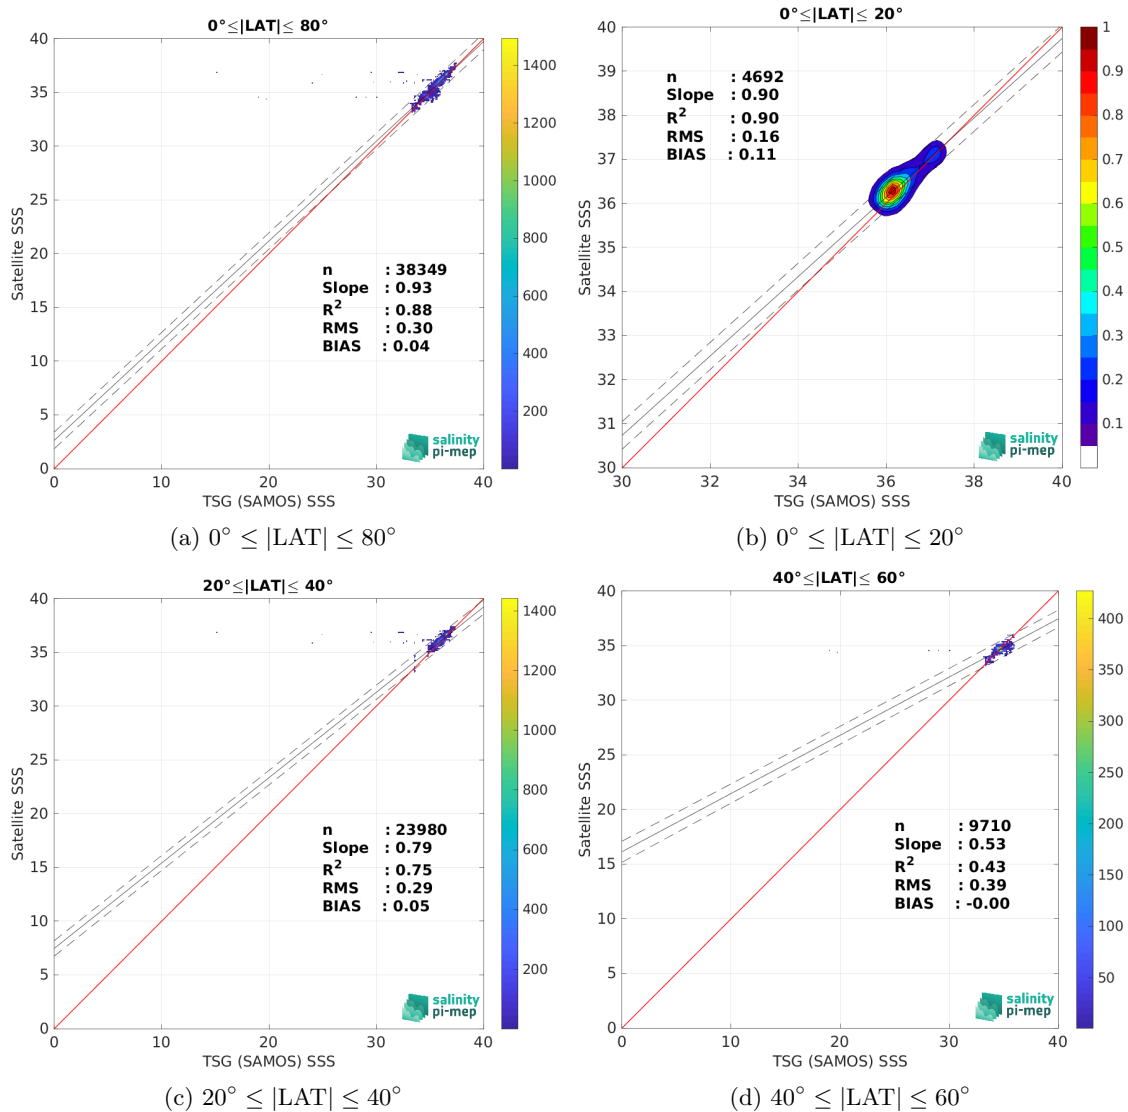 0°≤|LAT|≤ 80°
40
35
30
25
20
15
10
5
0
0
10
20
30
40
Satellite SSS
TSG (SAMOS) SSS
n : 38349
Slope : 0.93
R² : 0.88
RMS : 0.30
BIAS : 0.04
salinity
pi-mep
1400
1200
1000
800
600
400
200
(a) 0° ≤ |LAT| ≤ 80°
0°≤|LAT|≤ 20°
40
39
38
37
36
35
34
33
32
31
30
30
32
34
36
38
40
Satellite SSS
TSG (SAMOS) SSS
n : 4692
Slope : 0.90
R² : 0.90
RMS : 0.16
BIAS : 0.11
salinity
pi-mep
1
0.9
0.8
0.7
0.6
0.5
0.4
0.3
0.2
0.1
(b) 0° ≤ |LAT| ≤ 20°
20°≤|LAT|≤ 40°
40
35
30
25
20
15
10
5
0
0
10
20
30
40
Satellite SSS
TSG (SAMOS) SSS
n : 23980
Slope : 0.79
R² : 0.75
RMS : 0.29
BIAS : 0.05
salinity
pi-mep
1400
1200
1000
800
600
400
200
(c) 20° ≤ |LAT| ≤ 40°
40°≤|LAT|≤ 60°
40
35
30
25
20
15
10
5
0
0
10
20
30
40
Satellite SSS
TSG (SAMOS) SSS
n : 9710
Slope : 0.53
R² : 0.43
RMS : 0.39
BIAS : -0.00
salinity
pi-mep
400
350
300
250
200
150
100
50
(d) 40° ≤ |LAT| ≤ 60°